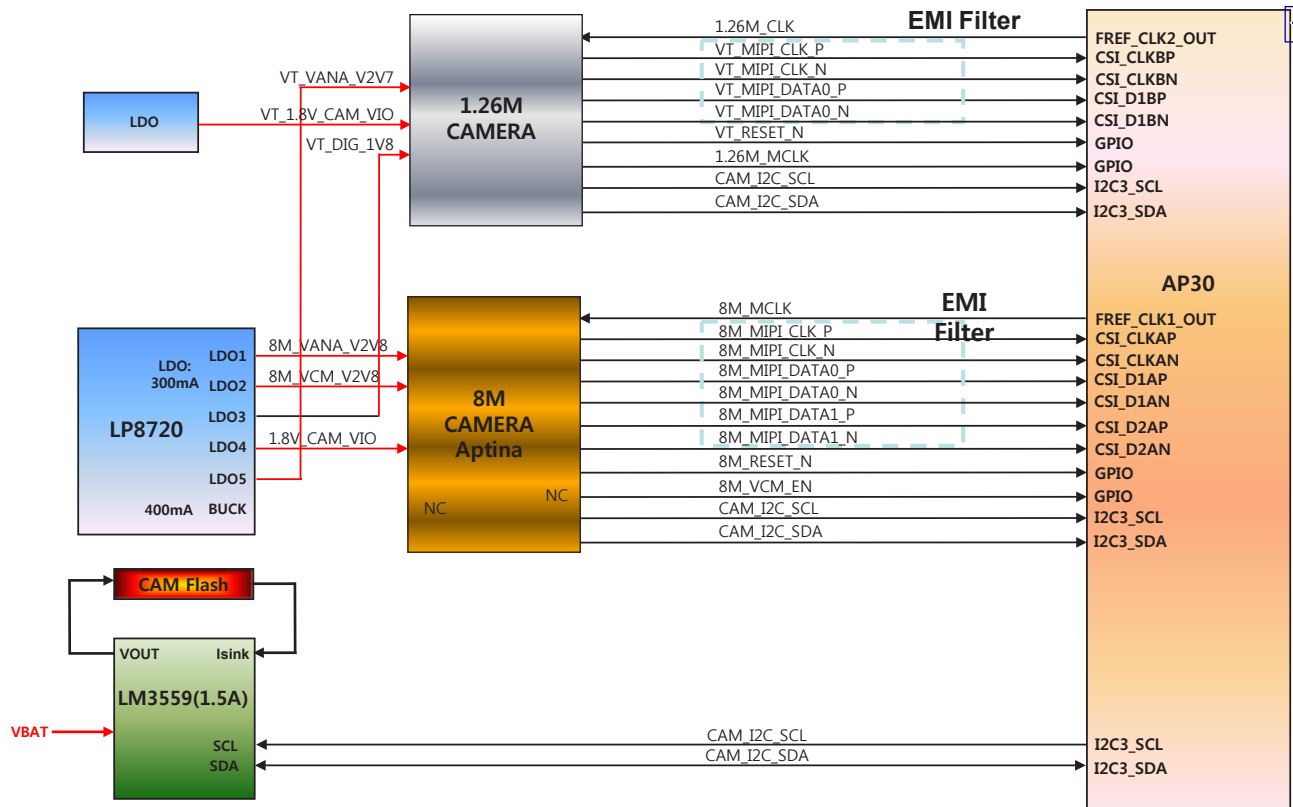 EMI Filter
1.26M_CLK
FREF_CLK2_OUT
VT_MIPI_CLK_P
CSI_CLKBP
VT_MIPI_CLK_N
CSI_CLKBN
VT_MIPI_DATA0_P
CSI_D1BP
VT_MIPI_DATA0_N
CSI_D1BN
VT_RESET_N
GPIO
1.26M_MCLK
GPIO
CAM_I2C_SCL
I2C3_SCL
CAM_I2C_SDA
I2C3_SDA
VT_VANA_V2V7
LDO
VT_1.8V_CAM_VIO
VT_DIG_1V8
1.26M
CAMERA
AP30
EMI
Filter
8M_MCLK
FREF_CLK1_OUT
8M_MIPI_CLK_P
CSI_CLKAP
8M_MIPI_CLK_N
CSI_CLKAN
8M_MIPI_DATA0_P
CSI_D1AP
8M_MIPI_DATA0_N
CSI_D1AN
8M_MIPI_DATA1_P
CSI_D2AP
8M_MIPI_DATA1_N
CSI_D2AN
8M_RESET_N
GPIO
8M_VCM_EN
GPIO
CAM_I2C_SCL
I2C3_SCL
CAM_I2C_SDA
I2C3_SDA
LDO:
300mA
LDO1
8M_VANA_V2V8
LDO2
8M_VCM_V2V8
LDO3
LP8720
LDO4
1.8V_CAM_VIO
LDO5
400mA
BUCK
8M
CAMERA
Aptina
NC
NC
CAM Flash
VOUT
Isink
LM3559(1.5A)
VBAT
SCL
SDA
CAM_I2C_SCL
I2C3_SCL
CAM_I2C_SDA
I2C3_SDA